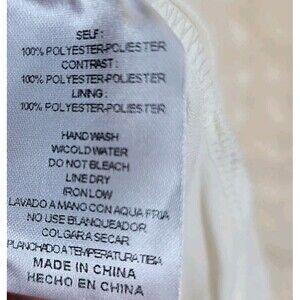 SELF:
100% POLYESTER-POLIESTER
CONTRAST:
100% POLYESTER-POLIESTER
LINING:
100% POLYESTER-POLIESTER
HAND WASH
W/COLD WATER
DO NOT BLEACH
LINE DRY
IRON LOW
LAVADO A MANO CON AQUA FRIA
NO USE BLANQUEADOR
COLGARA SECAR
PLANCHADO A TEMPERATURA TIBIA
MADE IN CHINA
HECHO EN CHINA